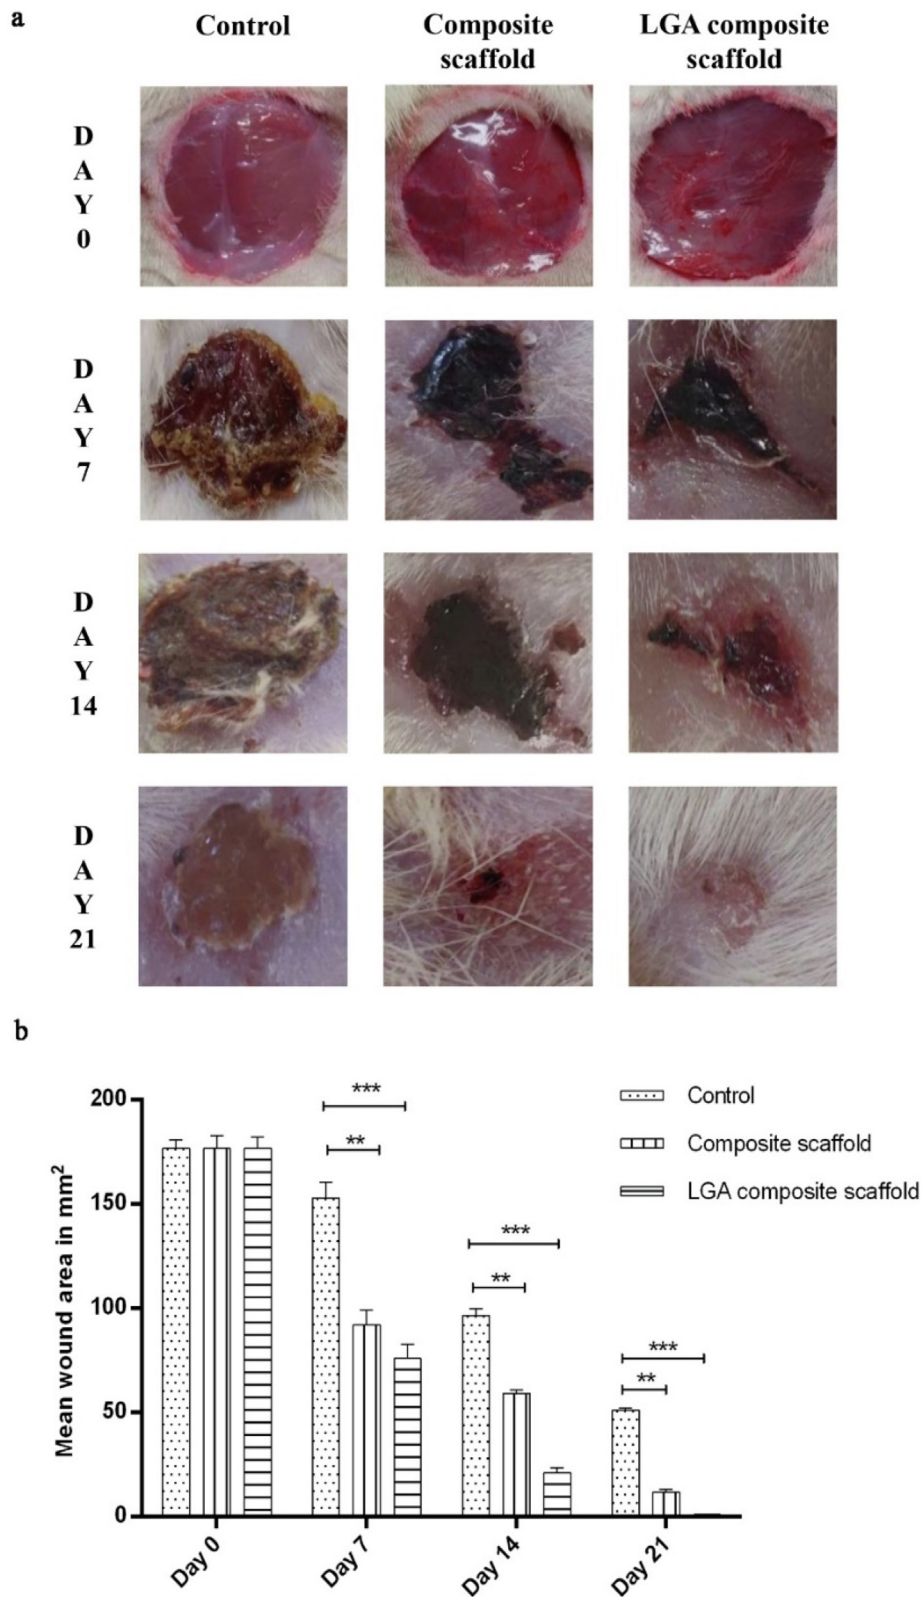 a
Control
Composite
scaffold
LGA composite
scaffold
D
A
Y
0
D
A
Y
7
D
A
Y
14
D
A
Y
21
b
Mean wound area in mm²
200
150
100
50
0
***
**
***
**
***
**
Control
Composite scaffold
LGA composite scaffold
Day 0
Day 7
Day 14
Day 21